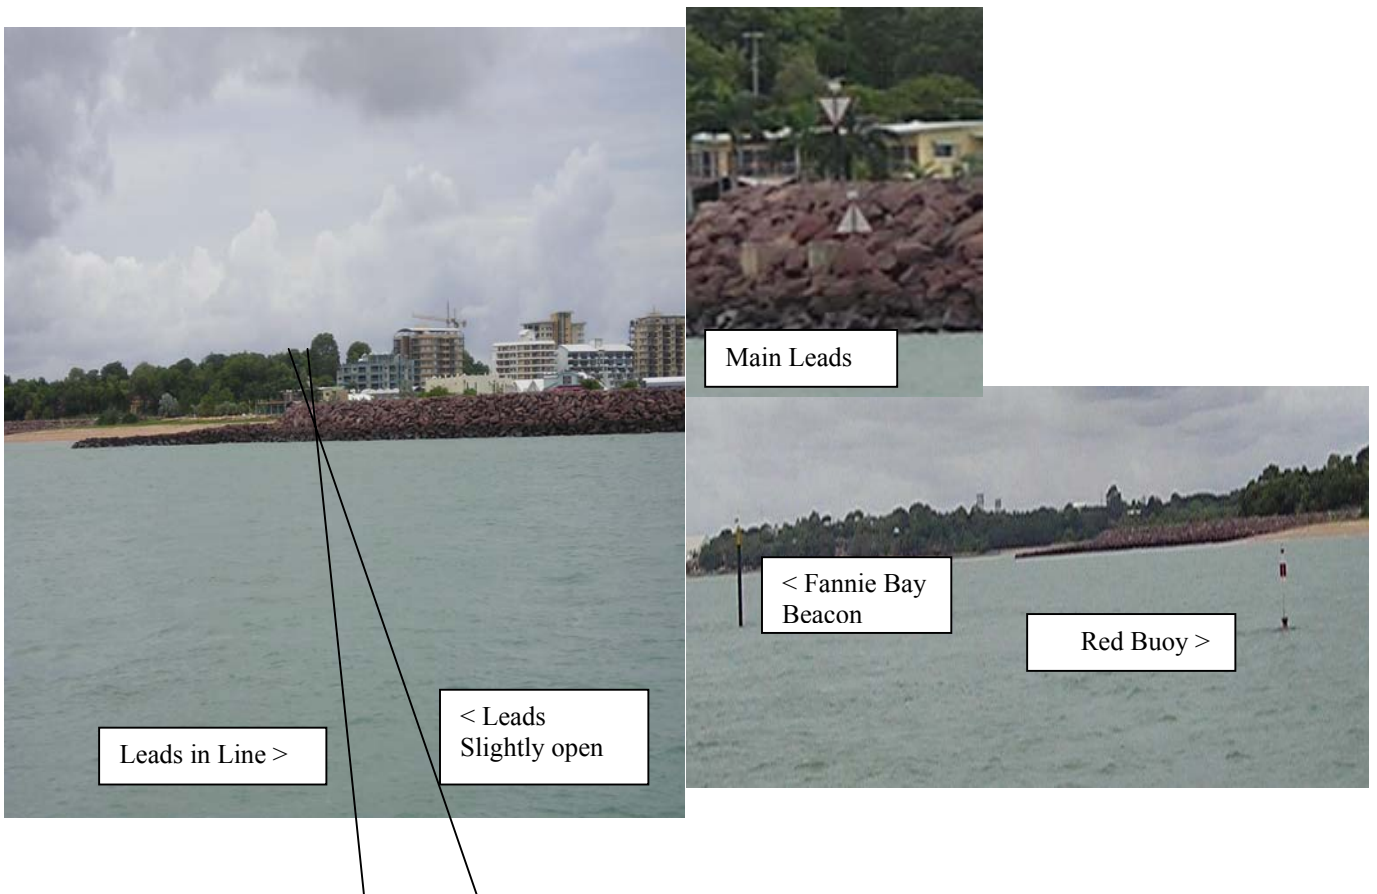 Main Leads
< Fannie Bay
Beacon
Red Buoy >
< Leads
Slightly open
Leads in Line >